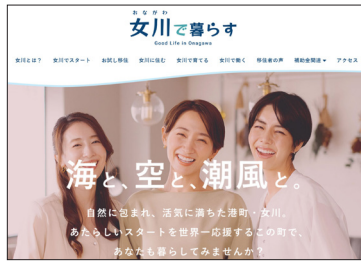 おながわ
女川で暮らす
Good Life in Onagawa
女川とは？ 女川でスタート お試し移住 女川に住む 女川で育てる 女川で働く 移住者の声 補助金関連 アクセス
海と、空と、潮風と。
自然に包まれ、活気に満ちた港町・女川。
あたらしいスタートを世界一応援するこの町で、
あなたも暮らしてみませんか？